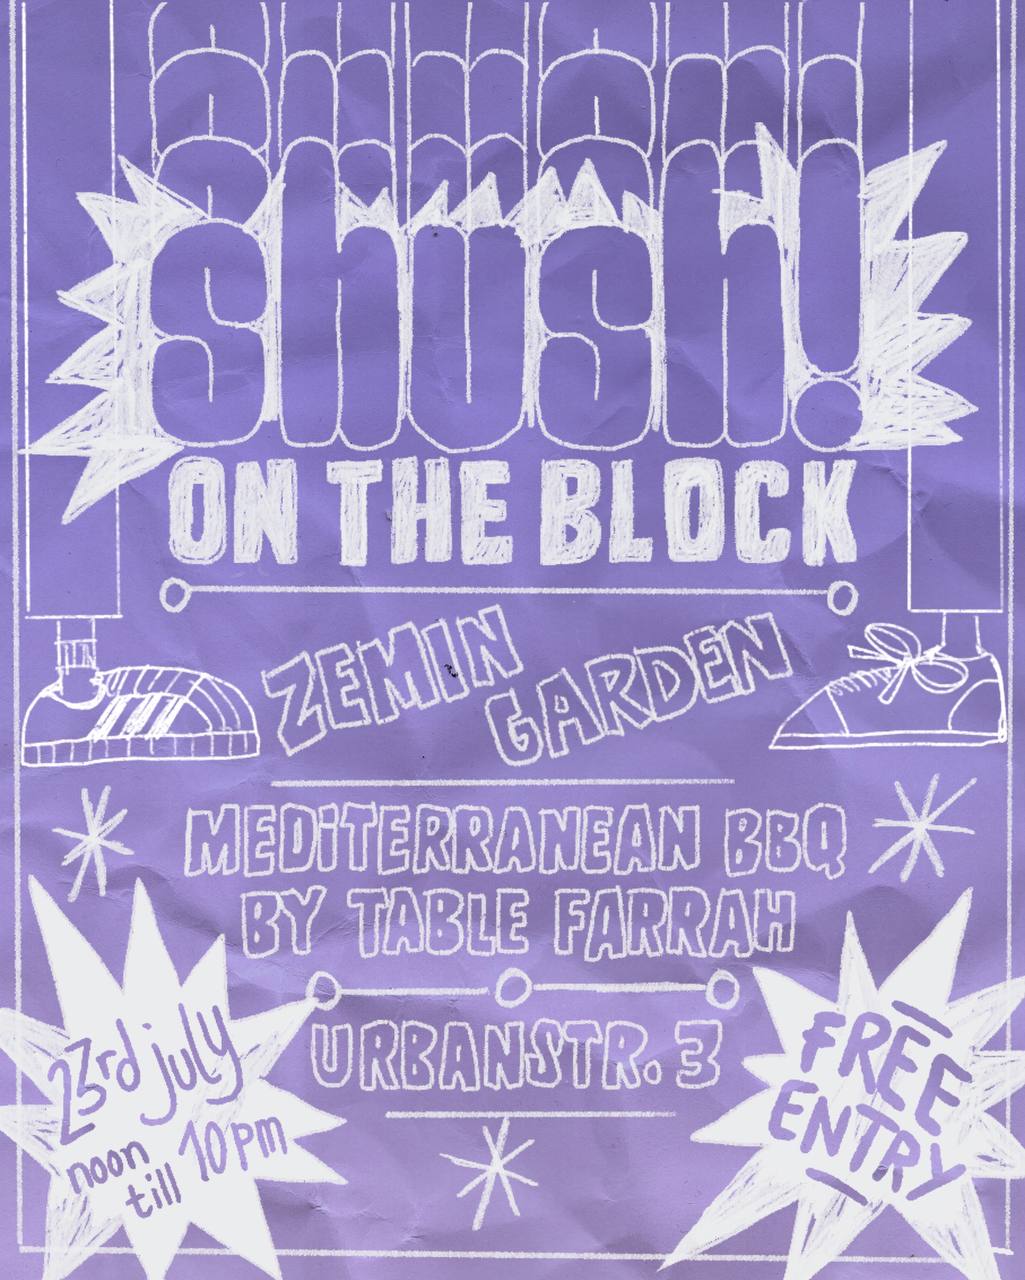 shush!
ON THE BLOCK
ZEMIN
GARDEN
MEDiTERRANEAN BBQ
BY TABLE FARRAH
URBANSTR. 3
23rd july
noon
till 10pm
FREE
ENTRY